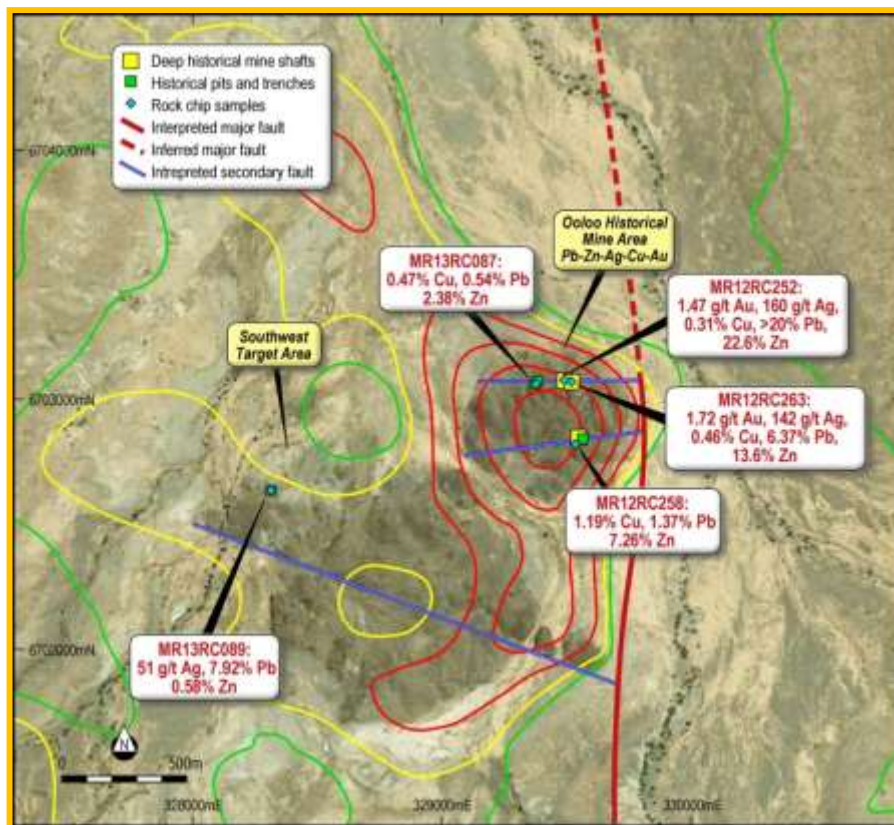 Deep historical mine shafts
Historical pits and trenches
Rock chip samples
Interpreted major fault
Inferred major fault
Intrepreted secondary fault
6704000mN
Ooloo Historical
Mine Area
Pb-Zn-Ag-Cu-Au
MR13RC087:
0.47% Cu, 0.54% Pb
2.38% Zn
MR12RC252:
1.47 g/t Au, 160 g/t Ag,
0.31% Cu, >20% Pb,
22.6% Zn
Southwest
Target Area
6703000mN
MR12RC263:
1.72 g/t Au, 142 g/t Ag,
0.46% Cu, 6.37% Pb,
13.6% Zn
MR12RC258:
1.19% Cu, 1.37% Pb
7.26% Zn
MR13RC089:
51 g/t Ag, 7.92% Pb
0.58% Zn
6702000mN
N
0
500m
328000mE
329000mE
330000mE